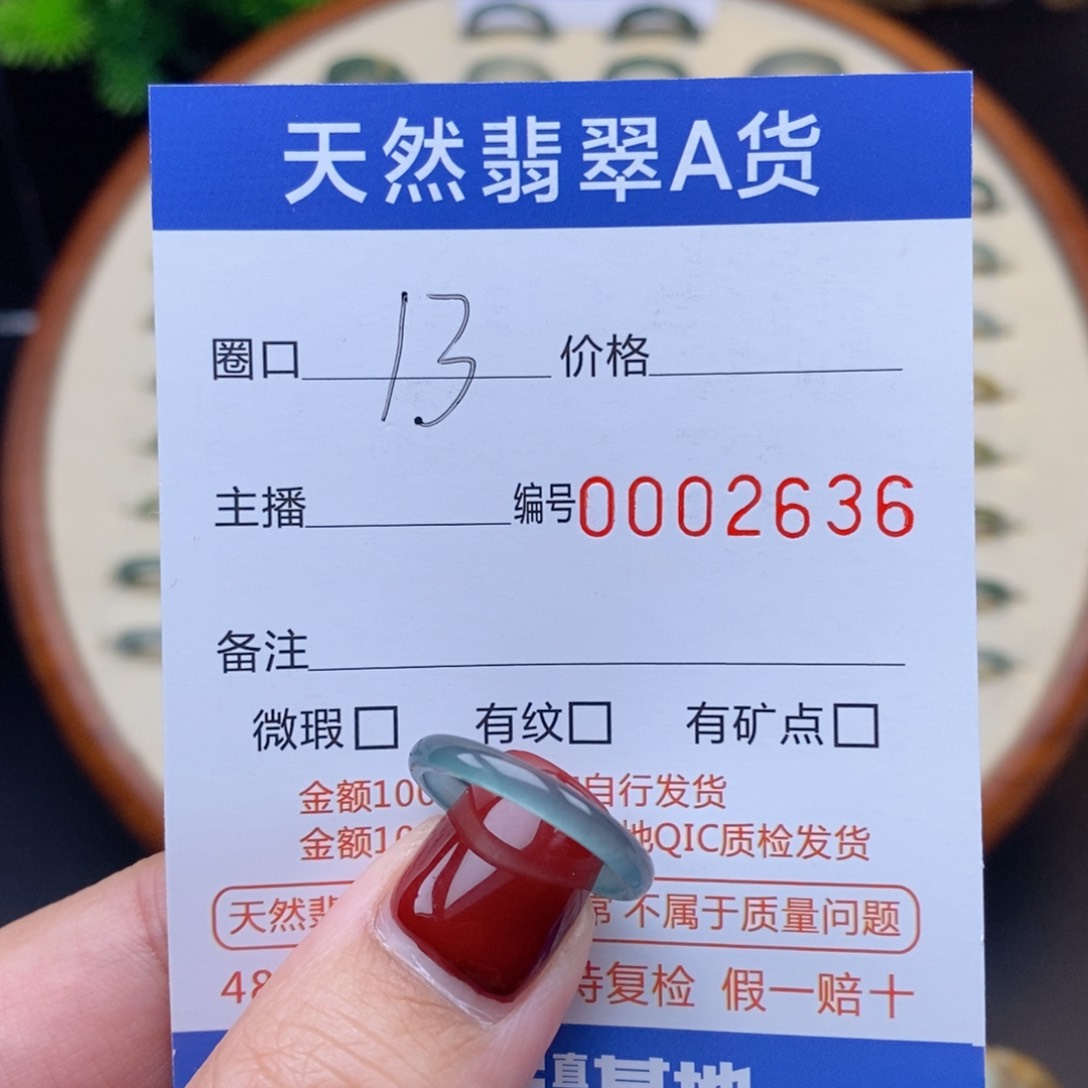 天然翡翠A货
圈口 13 价格
主播 编号0002636
备注
微瑕□ 有纹□ 有矿点□
金额100 自行发货
金额10 地QIC质检发货
天然翡 常 不属于质量问题
48 持复检 假一赔十
基地